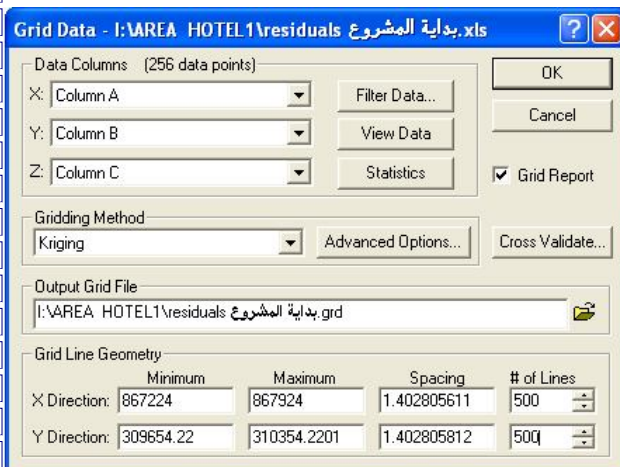 Grid Data - I:\AREA  HOTEL1\residuals بداية المشروع.xls
Data Columns    (256 data points)
X: Column A
Filter Data...
Y: Column B
View Data
Z: Column C
Statistics
OK
Cancel
Grid Report
Gridding Method
Kriging
Advanced Options...
Cross Validate...
Output Grid File
I:\AREA  HOTEL1\residuals بداية المشروع.grd
Grid Line Geometry
Minimum Maximum Spacing # of Lines
X Direction: 867224 867924 1.402805611 500
Y Direction: 309654.22 310354.2201 1.402805812 500